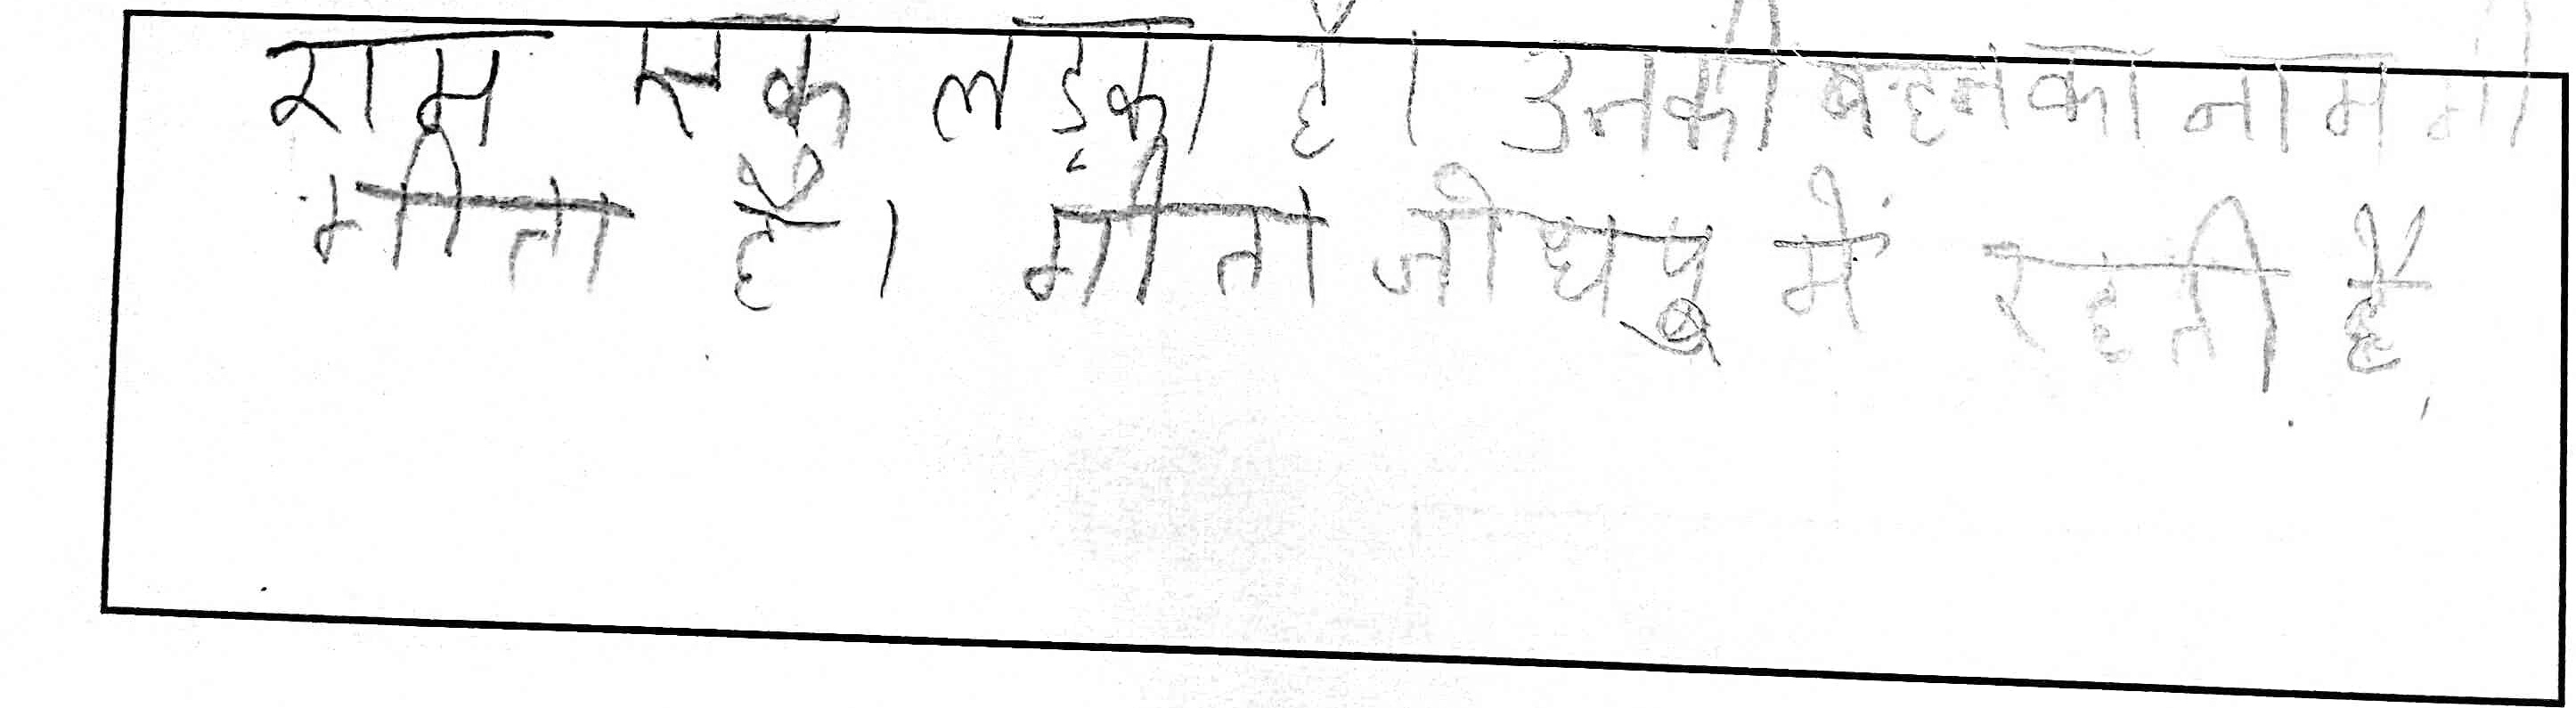 राम एक लड़का है। उनकी बहन का नाम गी
गीता है। गीता जोधपु में रहती है